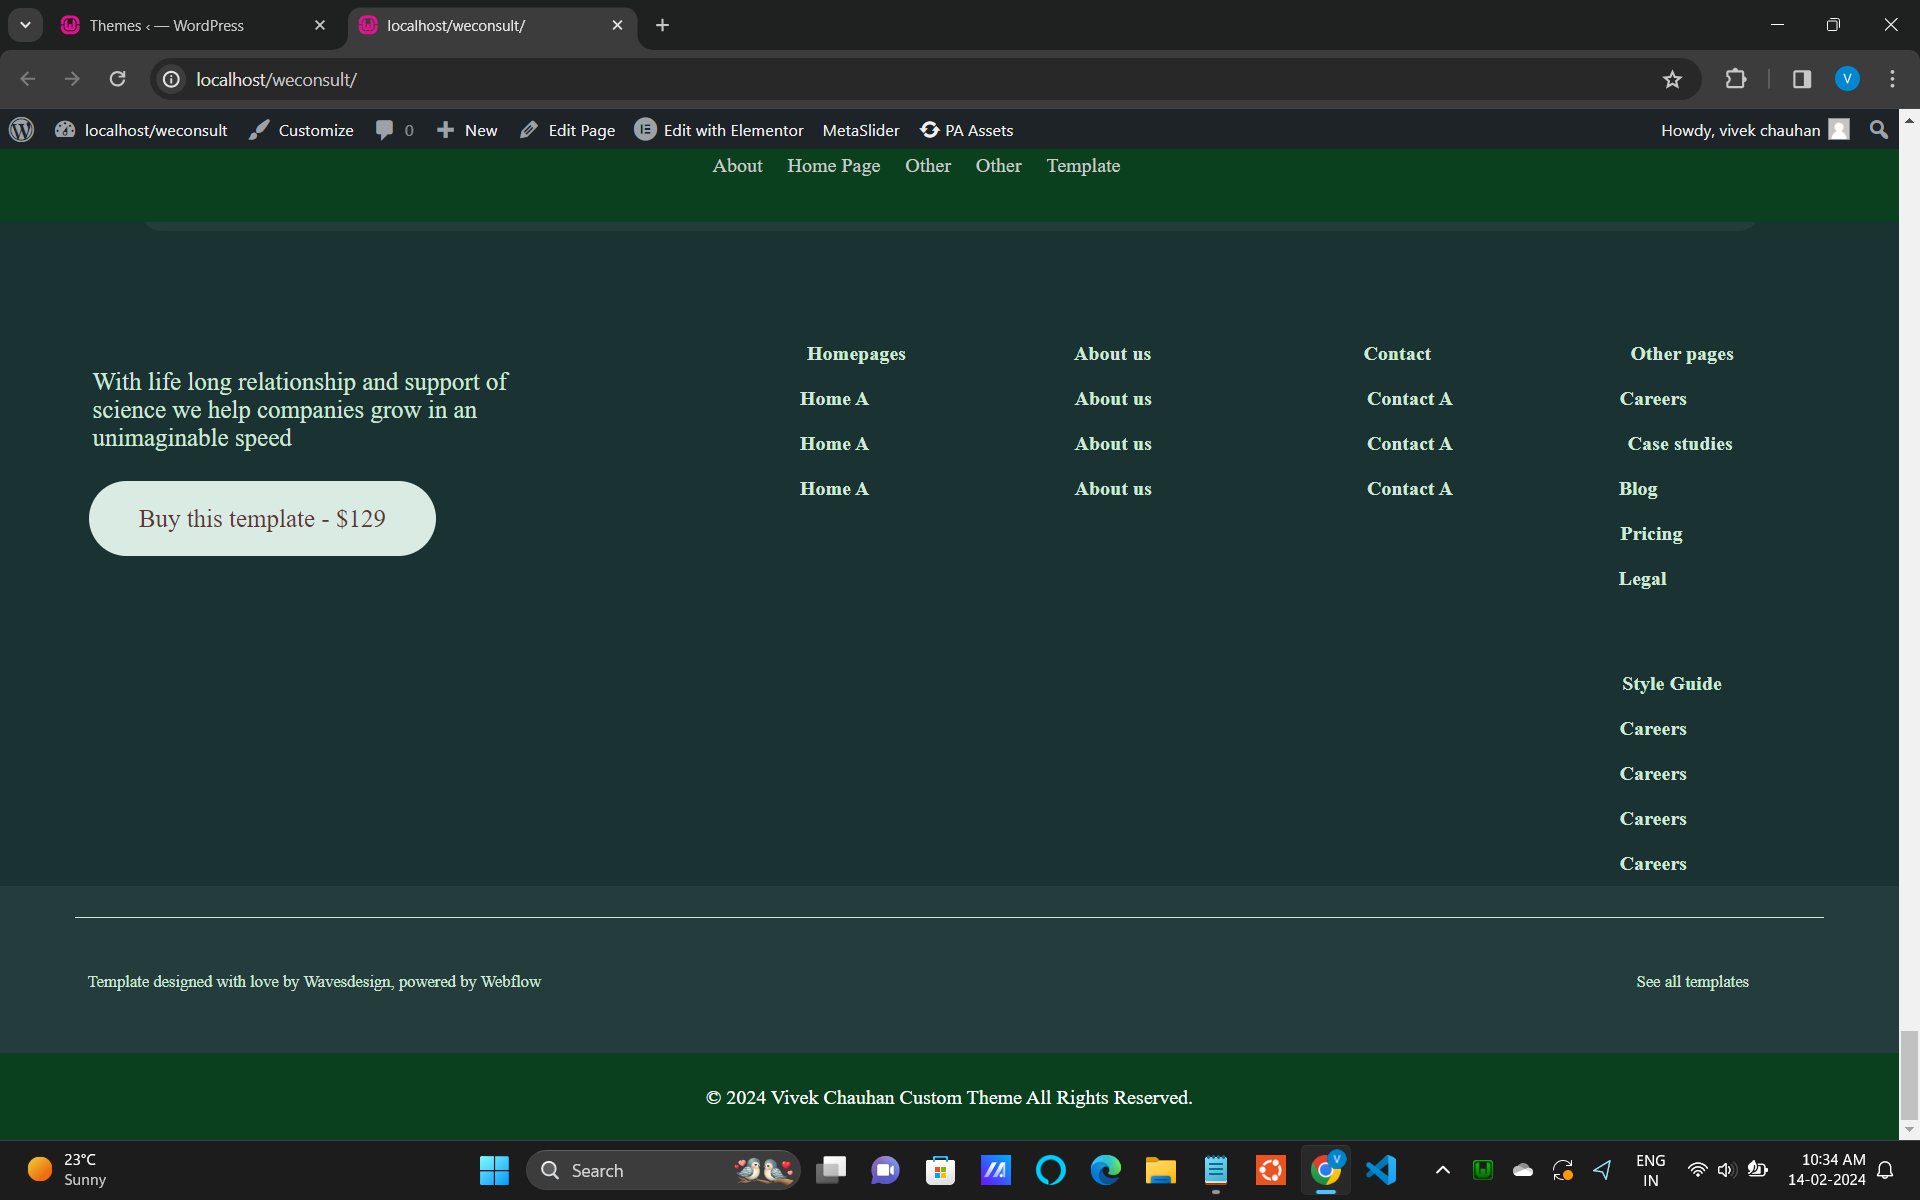 Themes ‹ — WordPress
localhost/weconsult/
localhost/weconsult/
localhost/weconsult
Customize
0
New
Edit Page
Edit with Elementor
MetaSlider
PA Assets
Howdy, vivek chauhan
About Home Page Other Other Template
With life long relationship and support of
science we help companies grow in an
unimaginable speed
Buy this template - $129
Homepages
Home A
Home A
Home A
About us
About us
About us
About us
Contact
Contact A
Contact A
Contact A
Other pages
Careers
Case studies
Blog
Pricing
Legal
Style Guide
Careers
Careers
Careers
Careers
Template designed with love by Wavesdesign, powered by Webflow
See all templates
© 2024 Vivek Chauhan Custom Theme All Rights Reserved.
23°C
Sunny
Search
ENG
IN
10:34 AM
14-02-2024
V
V